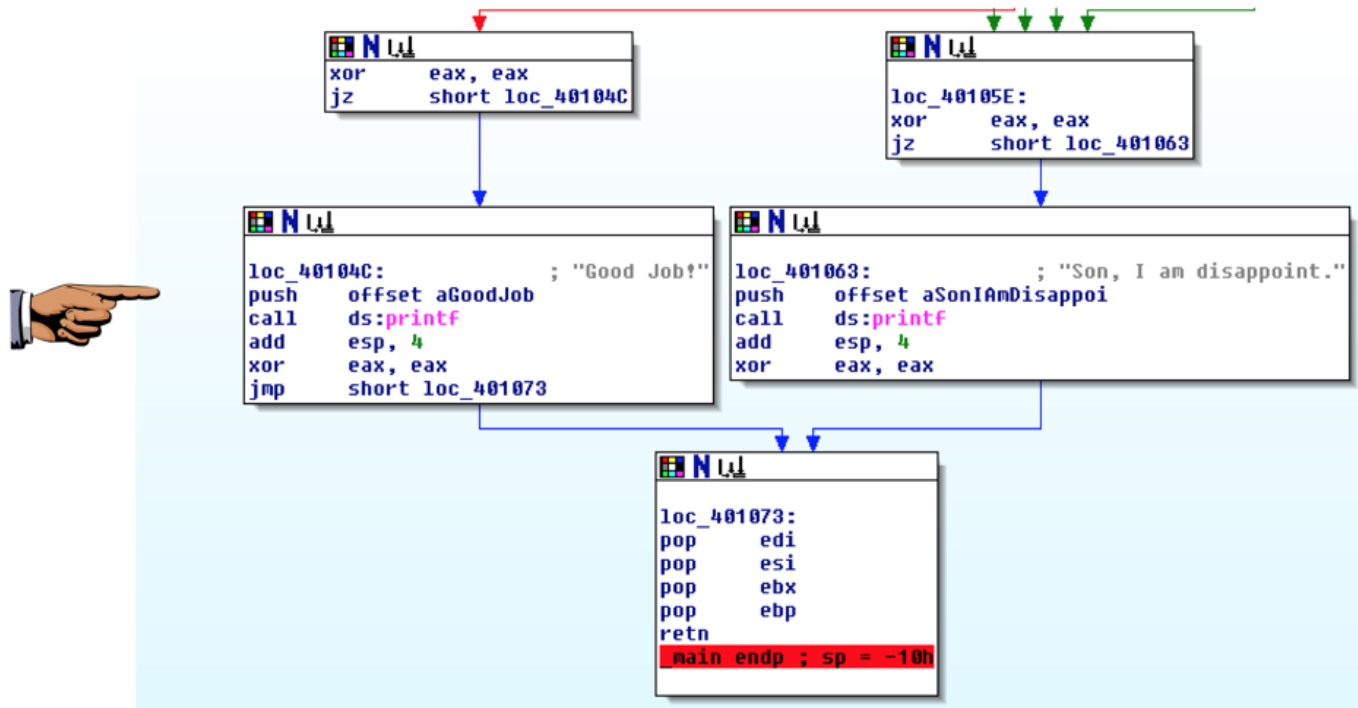 xor eax, eax
jz short loc_40104C
loc_40105E:
xor eax, eax
jz short loc_401063
loc_40104C: ; "Good Job!"
push offset aGoodJob
call ds:printf
add esp, 4
xor eax, eax
jmp short loc_401073
loc_401063: ; "Son, I am disappoint."
push offset aSonIAmDisappoi
call ds:printf
add esp, 4
xor eax, eax
loc_401073:
pop edi
pop esi
pop ebx
pop ebp
retn
_main endp ; sp = -10h